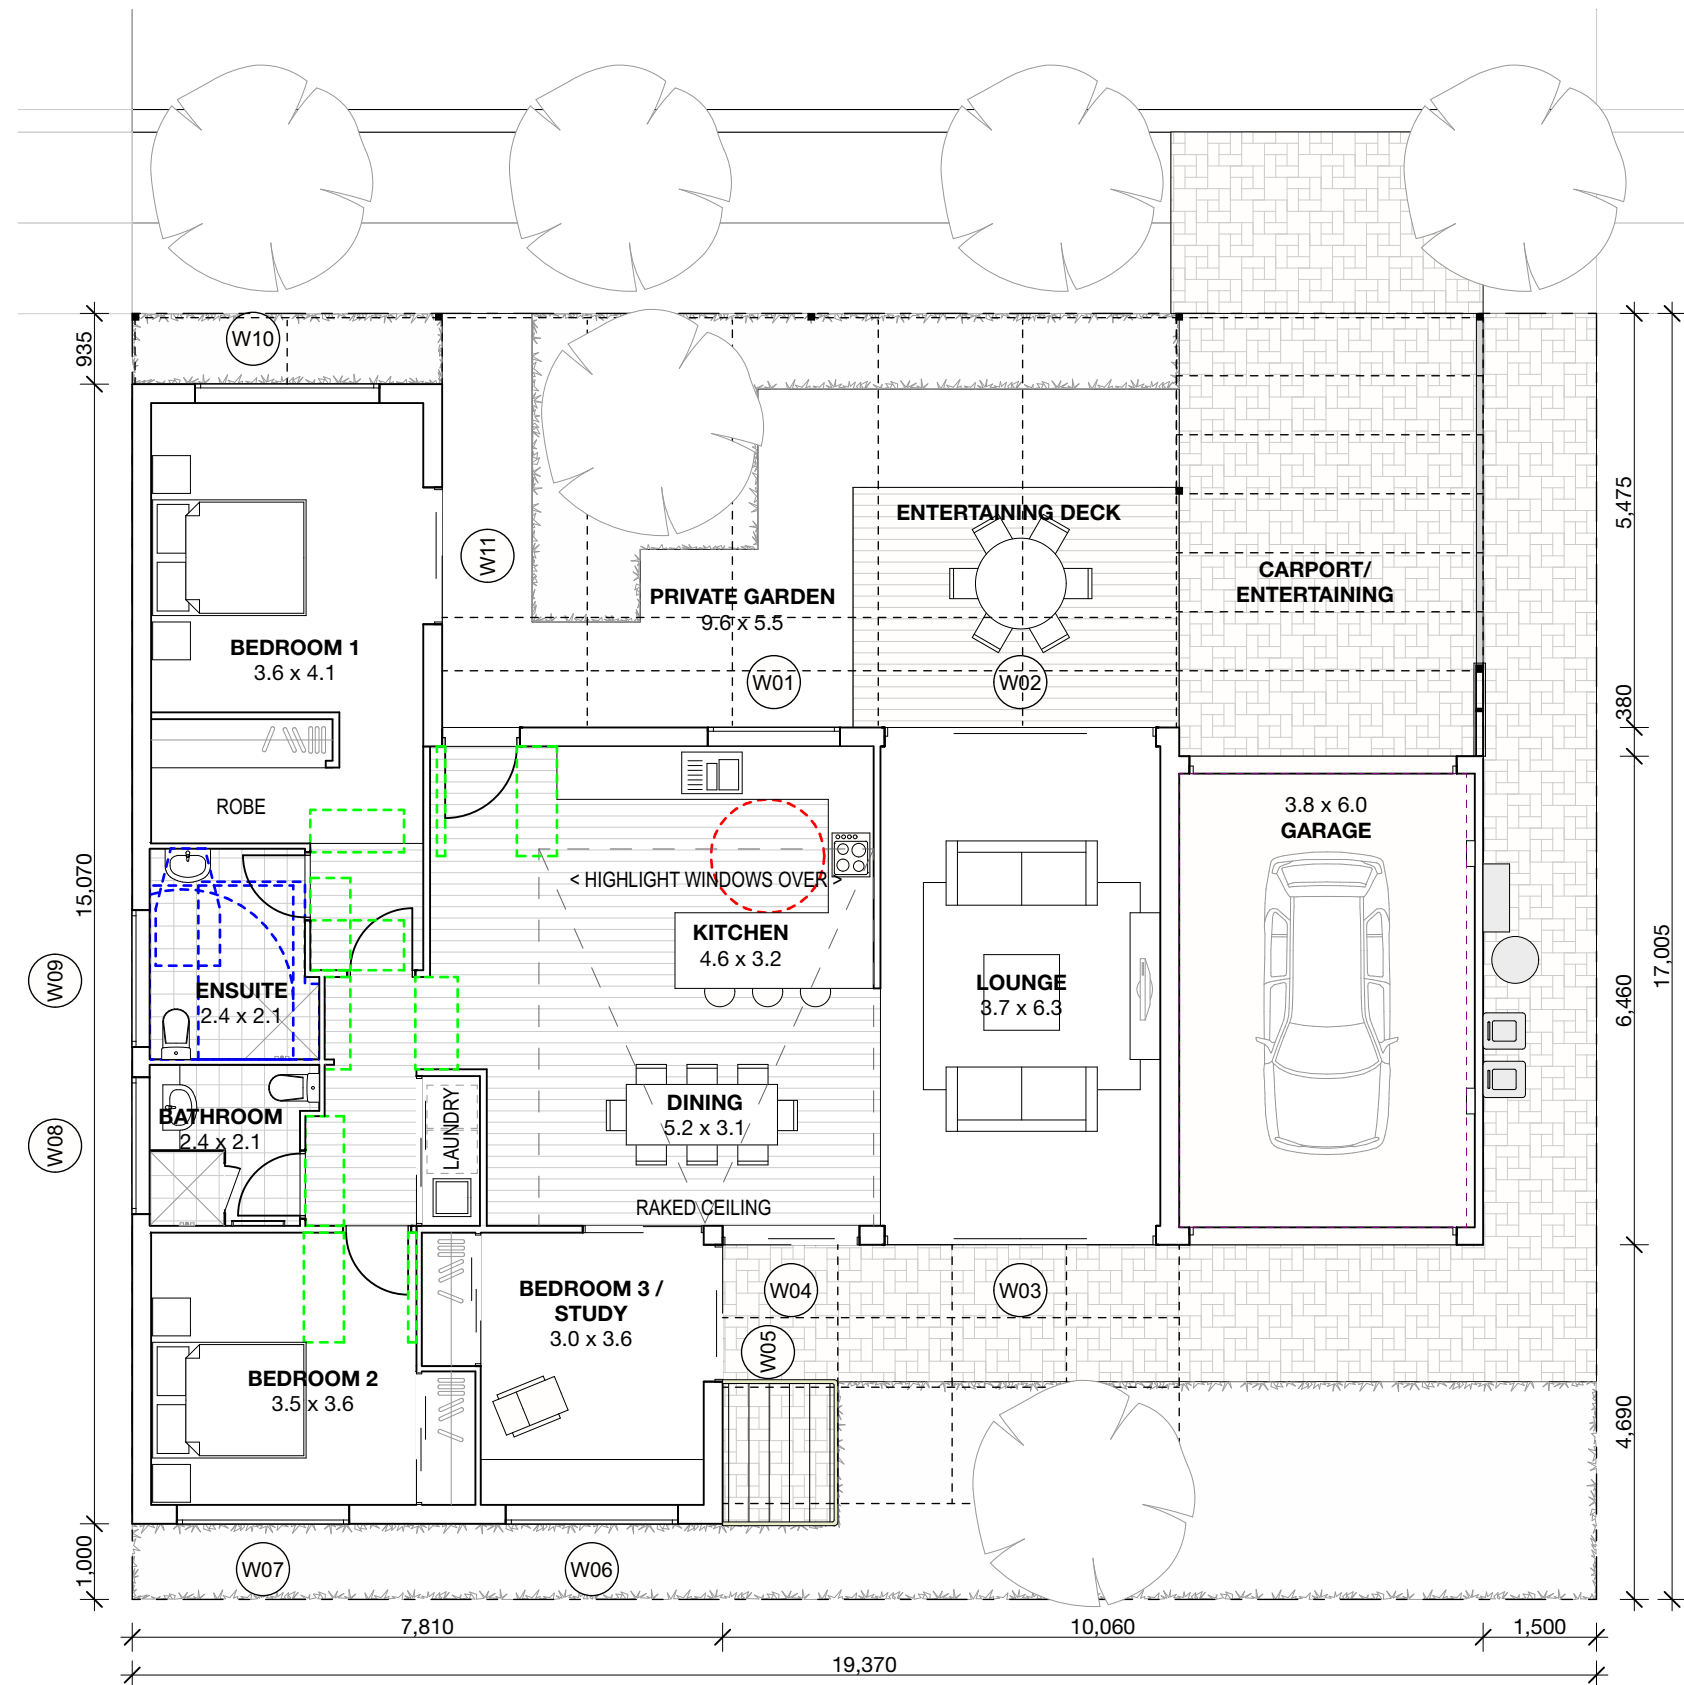 W10
935
W11
ENTERTAINING DECK
5,475
CARPORT/
ENTERTAINING
PRIVATE GARDEN
9.6 x 5.5
BEDROOM 1
3.6 x 4.1
W01
W02
380
ROBE
3.8 x 6.0
GARAGE
15,070
< HIGHLIGHT WINDOWS OVER >
KITCHEN
4.6 x 3.2
17,005
W09
ENSUITE
2.4 x 2.1
LOUNGE
3.7 x 6.3
6,460
BATHROOM
2.4 x 2.1
W08
LAUNDRY
DINING
5.2 x 3.1
RAKED CEILING
BEDROOM 3 /
STUDY
3.0 x 3.6
W04
W03
W05
BEDROOM 2
3.5 x 3.6
4,690
1,000
W07
W06
7,810
10,060
1,500
19,370